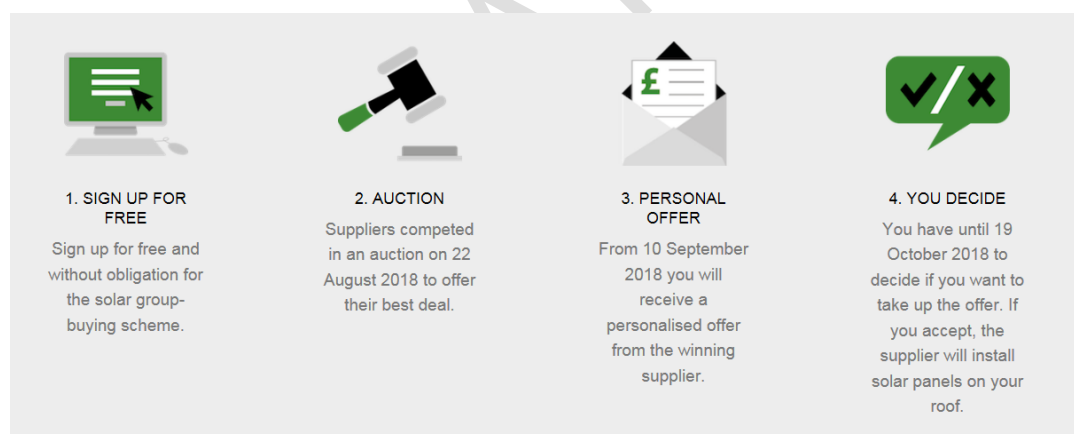 £
1. SIGN UP FOR
FREE
Sign up for free and
without obligation for
the solar group-
buying scheme.
2. AUCTION
Suppliers competed
in an auction on 22
August 2018 to offer
their best deal.
3. PERSONAL
OFFER
From 10 September
2018 you will
receive a
personalised offer
from the winning
supplier.
4. YOU DECIDE
You have until 19
October 2018 to
decide if you want to
take up the offer. If
you accept, the
supplier will install
solar panels on your
roof.